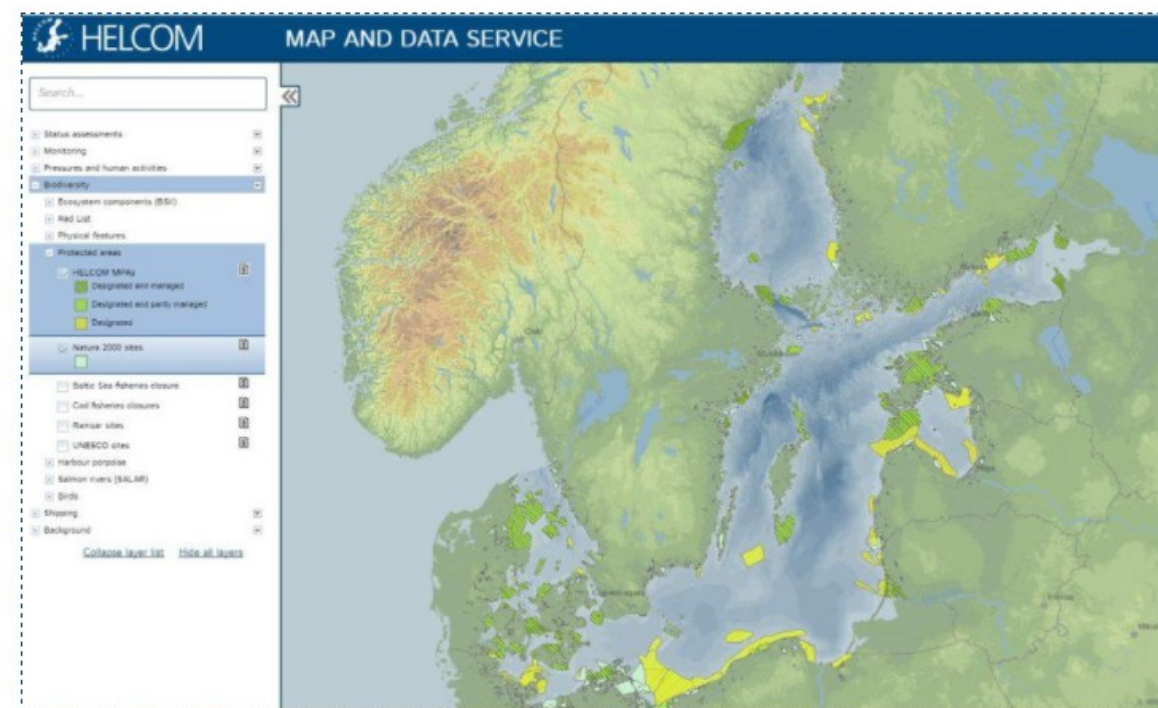 HELCOM
MAP AND DATA SERVICE
Search...
Status assessments
Monitoring
Pressures and human activities
Biodiversity
Ecosystem components (BSII)
Red List
Physical features
Protected areas
HELCOM MPAs
Designated and managed
Designated and partly managed
Designated
Natura 2000 sites
Baltic Sea fisheries closure
Cod fisheries closures
Ramsar sites
UNESCO sites
Harbour porpoise
Salmon rivers (SALAR)
Birds
Shipping
Background
Collapse layer list Hide all layers
Oslo
Vilnius